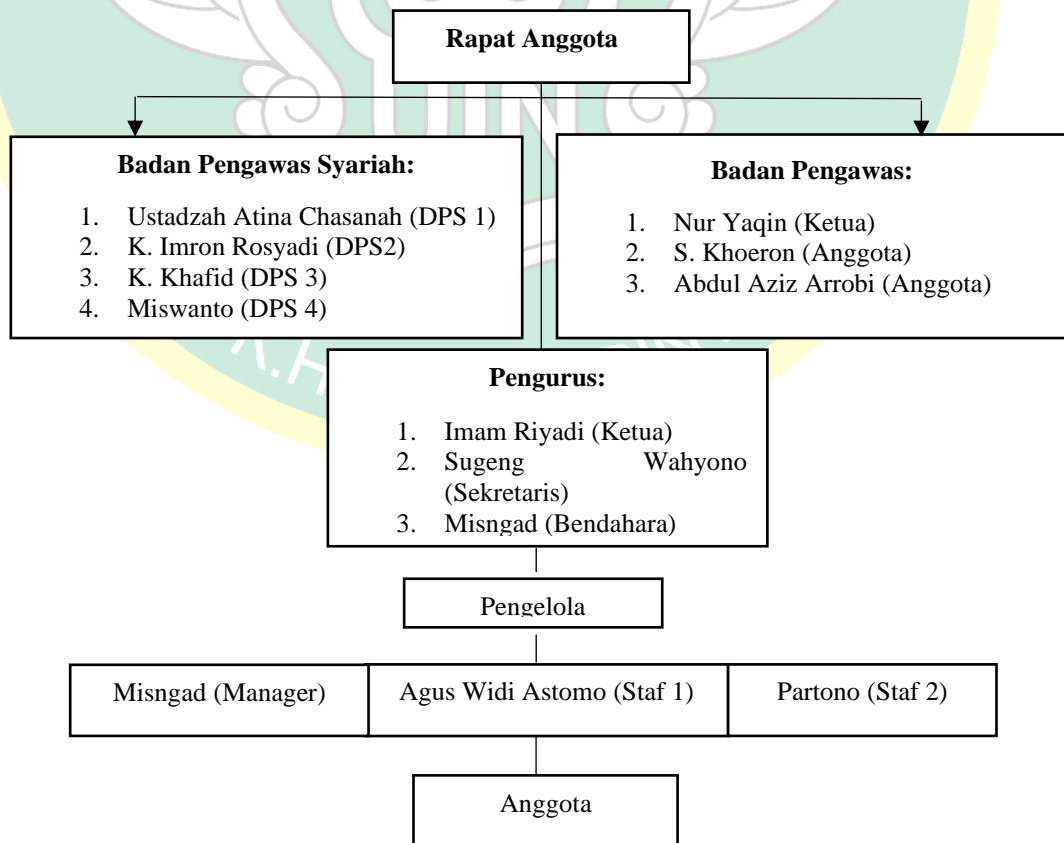 Rapat Anggota
Badan Pengawas Syariah:
1. Ustadzah Atina Chasanah (DPS 1)
2. K. Imron Rosyadi (DPS2)
3. K. Khafid (DPS 3)
4. Miswanto (DPS 4)
Badan Pengawas:
1. Nur Yaqin (Ketua)
2. S. Khoeron (Anggota)
3. Abdul Aziz Arrobi (Anggota)
UIN
K.H
Pengurus:
1. Imam Riyadi (Ketua)
2. Sugeng Wahyono
(Sekretaris)
3. Misngad (Bendahara)
Pengelola
Misngad (Manager)
Agus Widi Astomo (Staf 1)
Partono (Staf 2)
Anggota